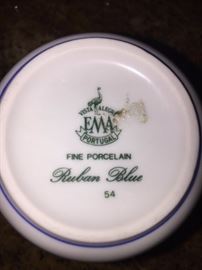 VISTA ALEGRE
EMA
PORTUGAL
FINE PORCELAIN
Ruban Blue
54